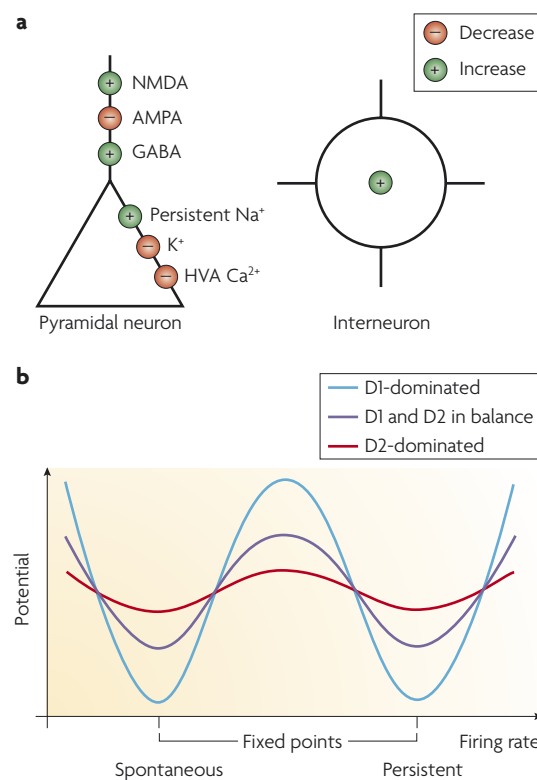 a
− Decrease
+ Increase
+ NMDA
− AMPA
+ GABA
+ Persistent Na⁺
− K⁺
− HVA Ca²⁺
+
Pyramidal neuron
Interneuron
b
D1-dominated
D1 and D2 in balance
D2-dominated
Potential
Fixed points
Firing rate
Spontaneous
Persistent